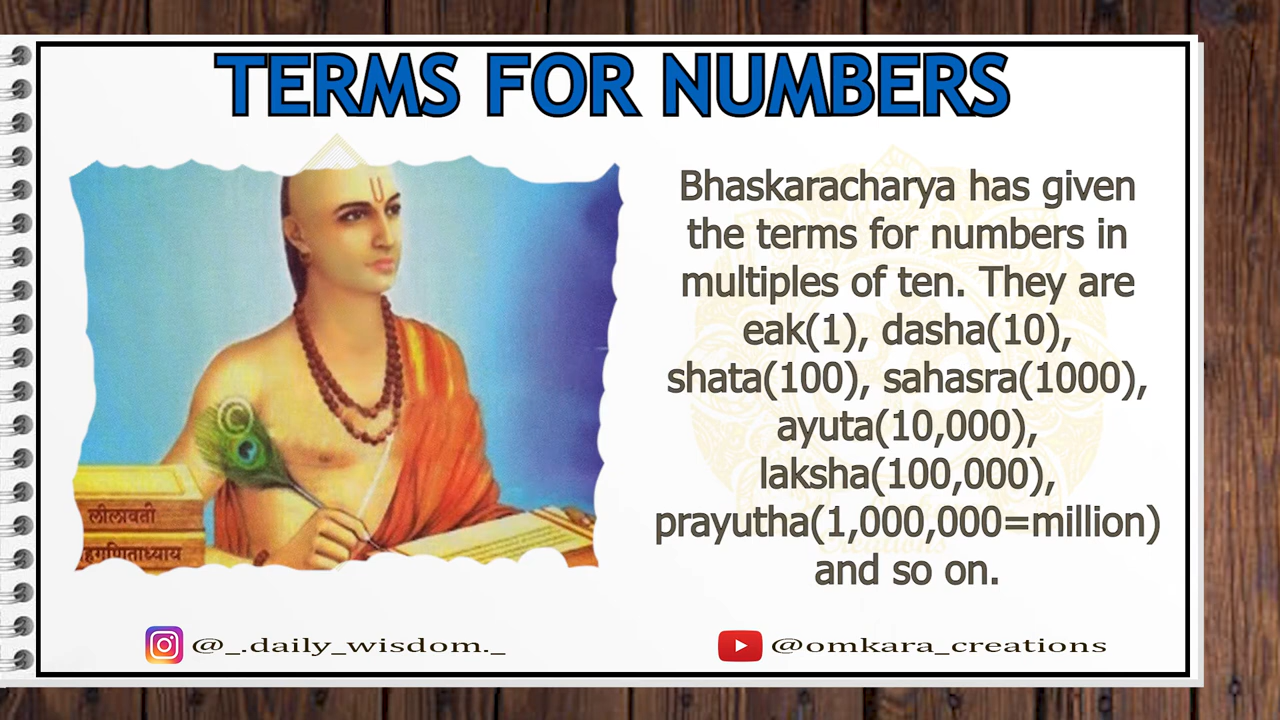 TERMS FOR NUMBERS
Bhaskaracharya has given
the terms for numbers in
multiples of ten. They are
eak(1), dasha(10),
shata(100), sahasra(1000),
ayuta(10,000),
laksha(100,000),
prayutha(1,000,000=million)
and so on.
लीलावती
Creations
@_.daily_wisdom._
@omkara_creations